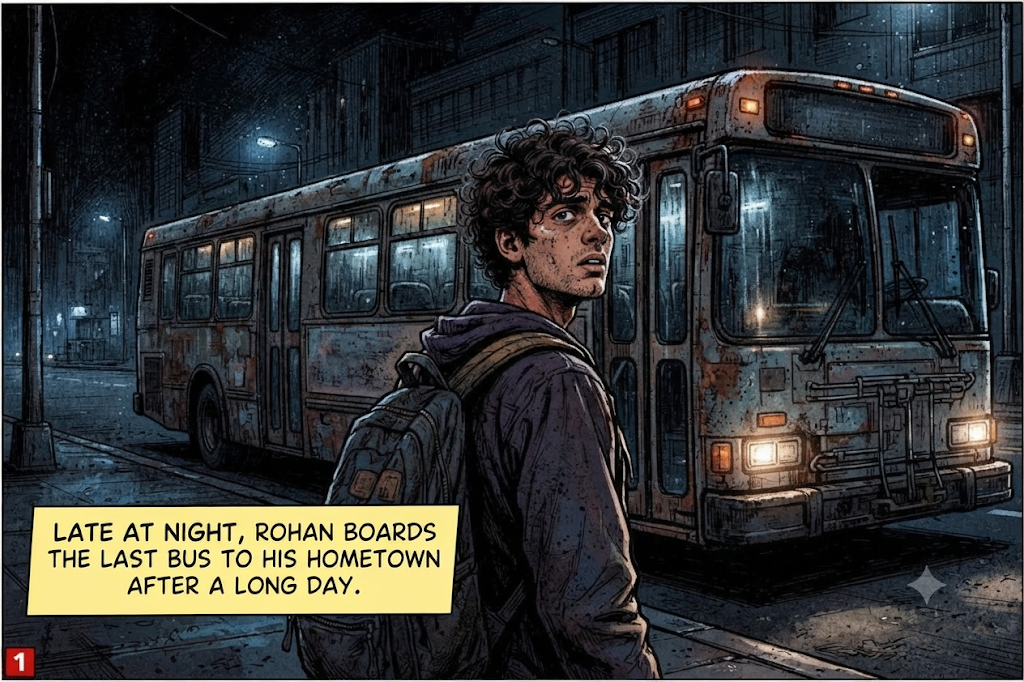 LATE AT NIGHT, ROHAN BOARDS
THE LAST BUS TO HIS HOMETOWN
AFTER A LONG DAY.
1